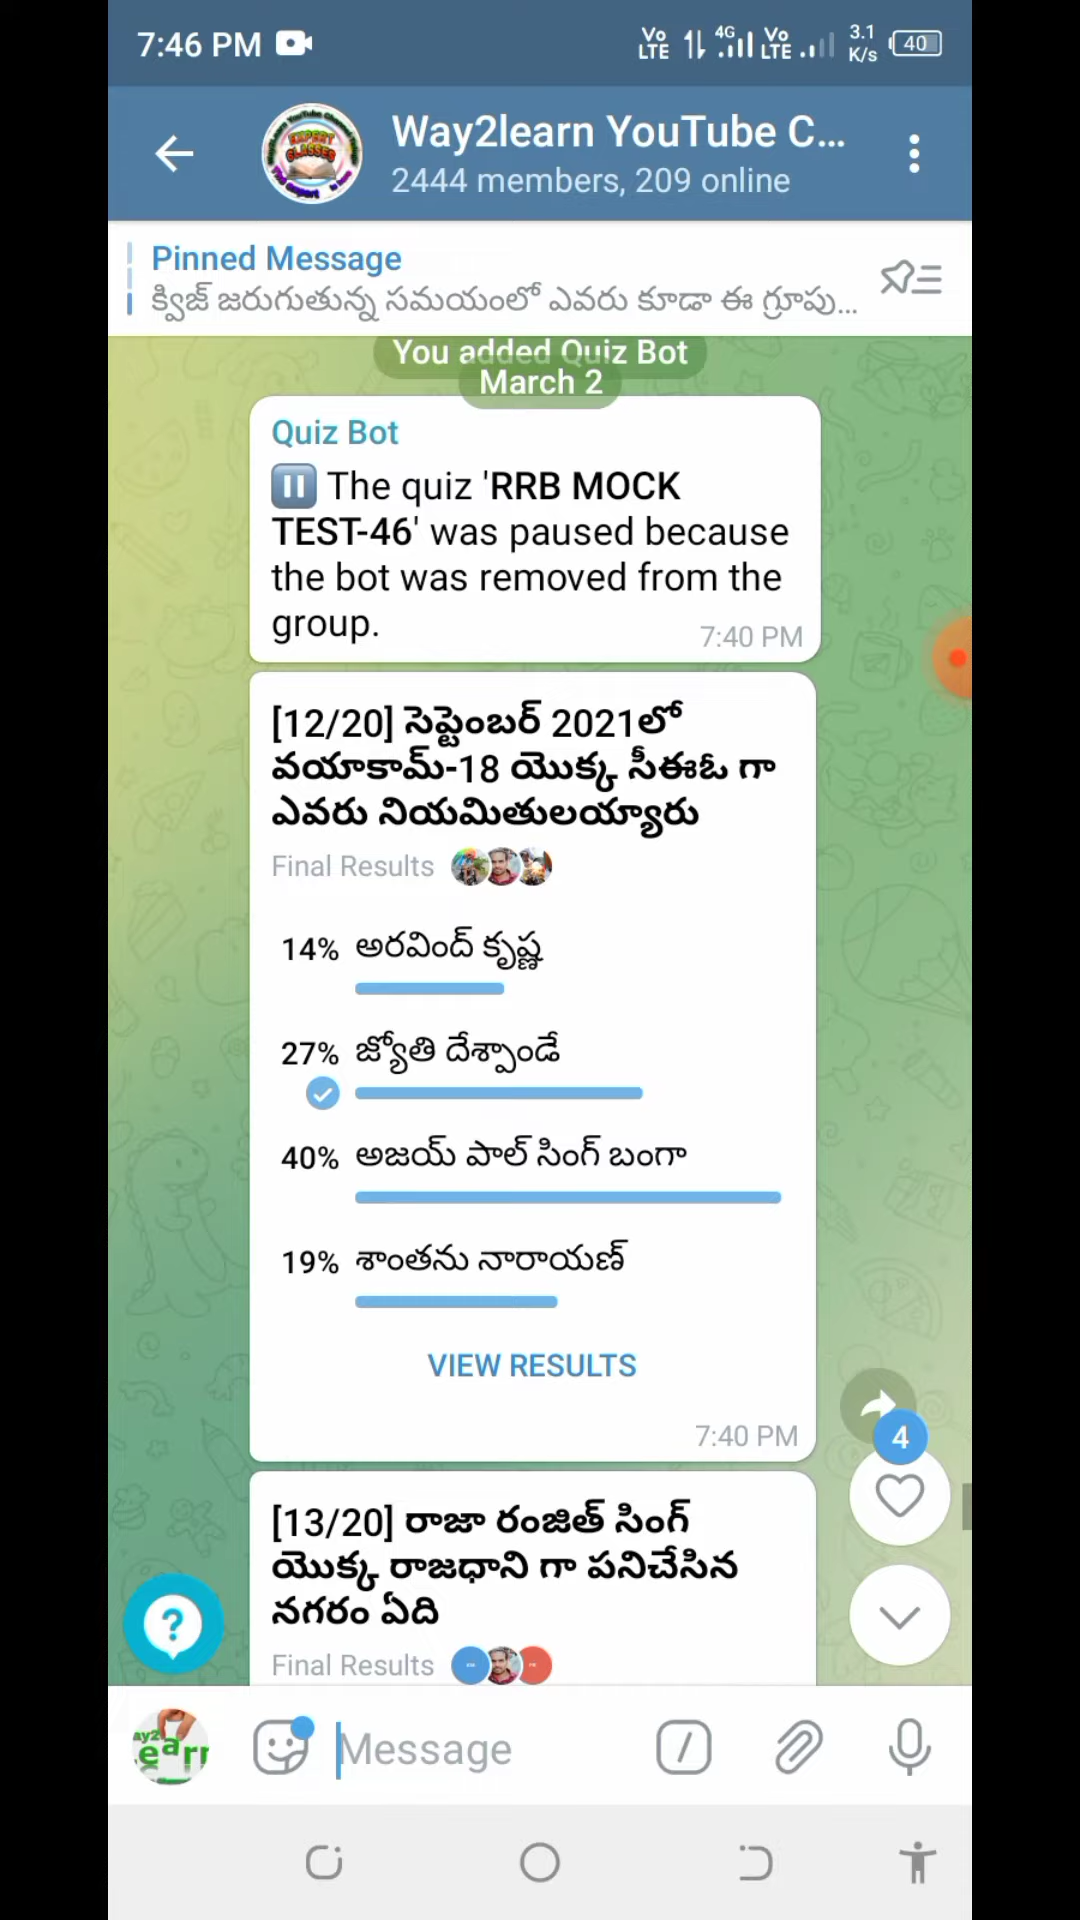 7:46 PM
Vo LTE 4G Vo LTE 3.1 K/s 40
EXPERT CLASSES
Way2learn YouTube C...
2444 members, 209 online
Pinned Message
క్విజ్ జరుగుతున్న సమయంలో ఎవరు కూడా ఈ గ్రూపు...
You added Quiz Bot
March 2
Quiz Bot
The quiz 'RRB MOCK
TEST-46' was paused because
the bot was removed from the
group.
7:40 PM
[12/20] సెప్టెంబర్ 2021లో
వయాకామ్-18 యొక్క సీఈఓ గా
ఎవరు నియమితులయ్యారు
Final Results
14% అరవింద్ కృష్ణ
27% జ్యోతి దేశ్పాండే
40% అజయ్ పాల్ సింగ్ బంగా
19% శాంతను నారాయణ్
VIEW RESULTS
7:40 PM
4
[13/20] రాజా రంజిత్ సింగ్
యొక్క రాజధాని గా పనిచేసిన
నగరం ఏది
Final Results
Message